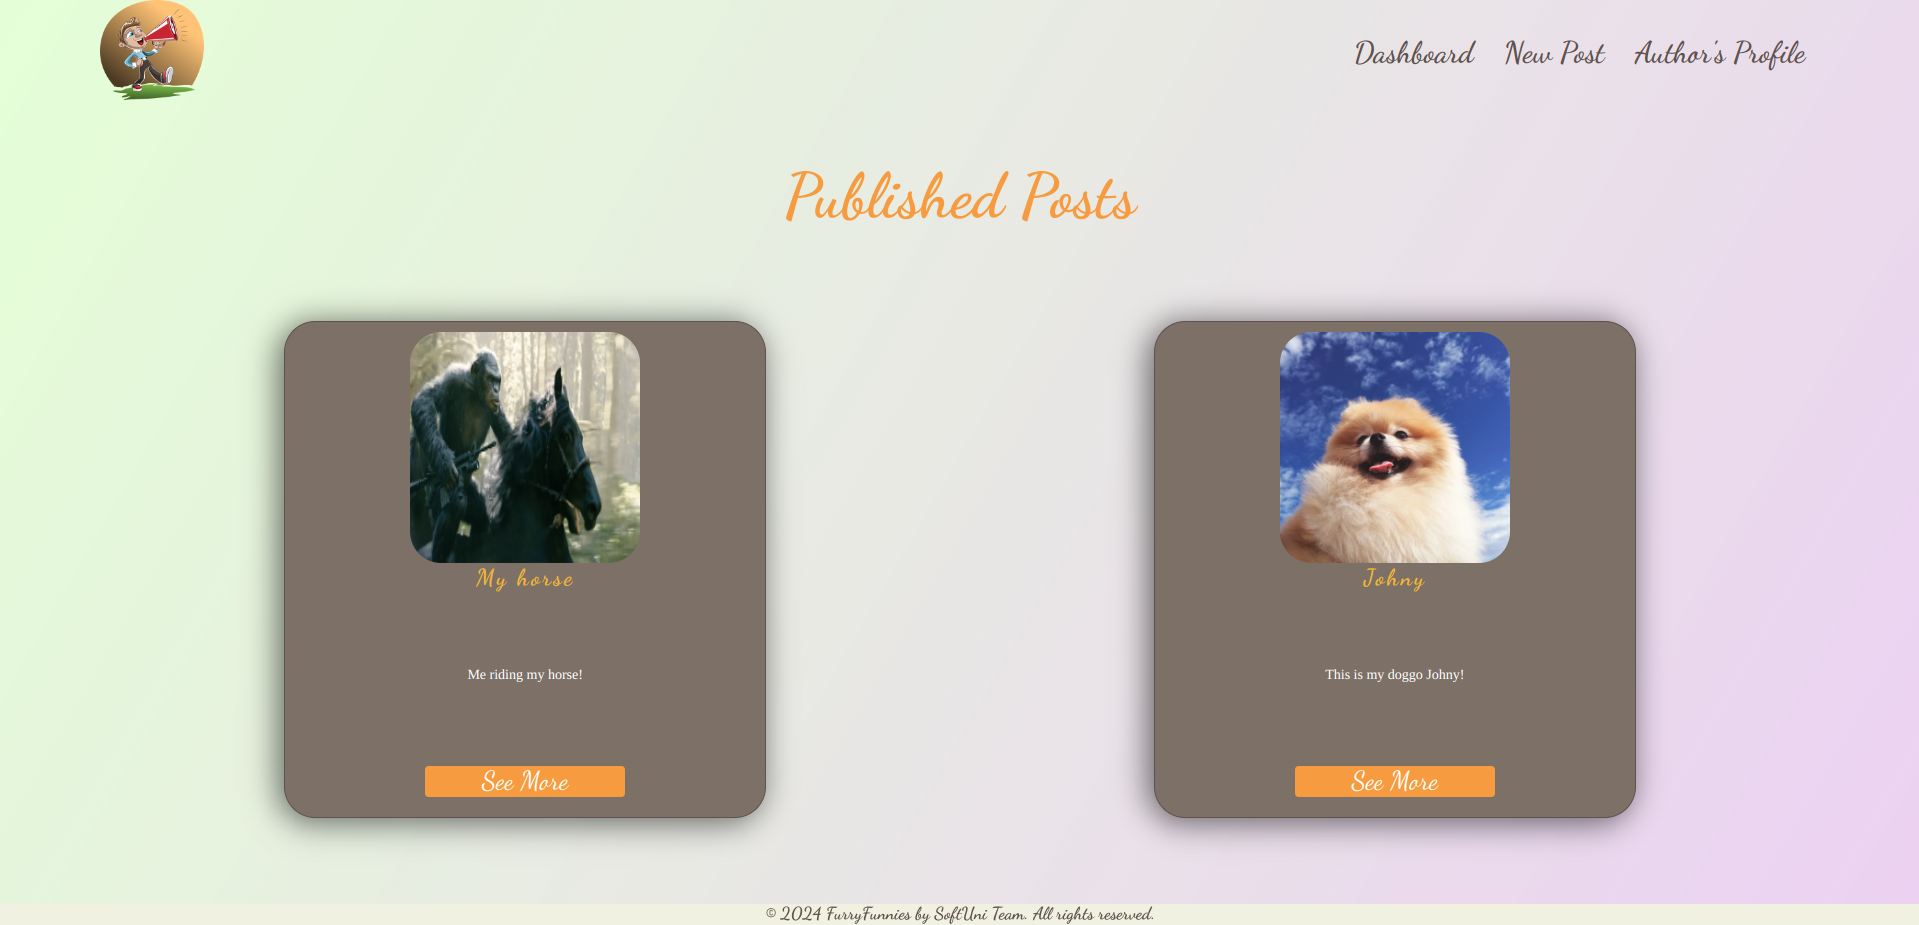 Dashboard New Post Author's Profile
Published Posts
My horse
Me riding my horse!
See More
Johny
This is my doggo Johny!
See More
© 2024 FurryFunnies by SoftUni Team. All rights reserved.